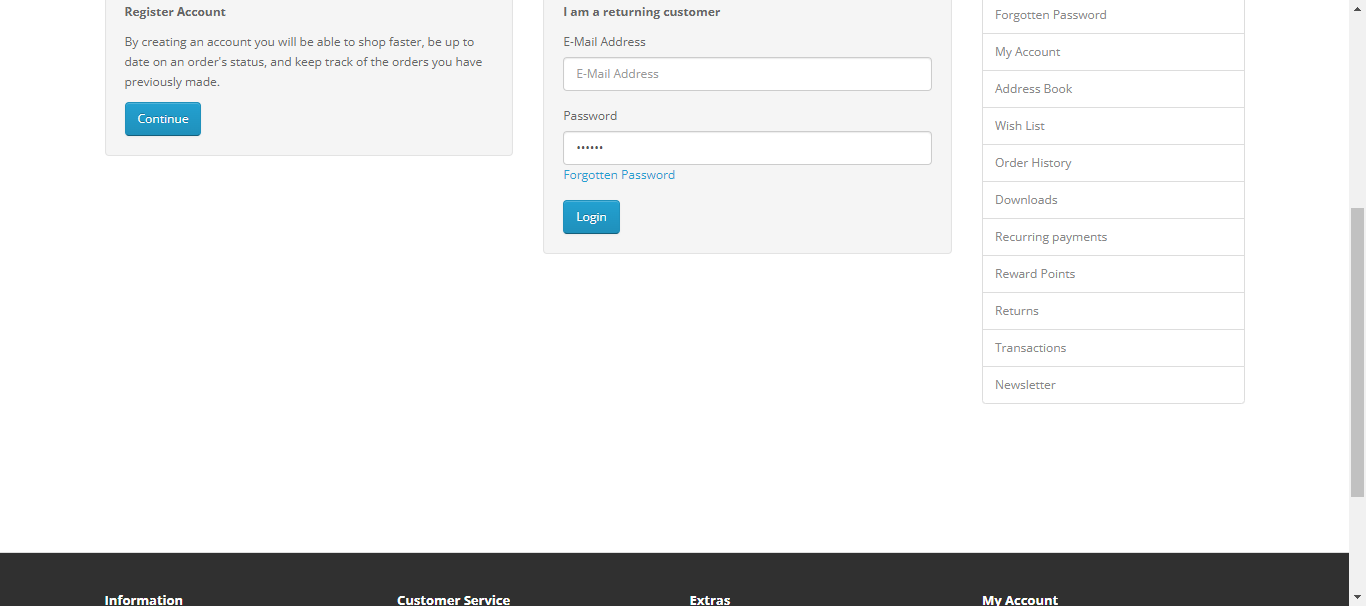 Register Account
By creating an account you will be able to shop faster, be up to
date on an order's status, and keep track of the orders you have
previously made.
Continue
I am a returning customer
E-Mail Address
E-Mail Address
Password
••••••
Forgotten Password
Login
Forgotten Password
My Account
Address Book
Wish List
Order History
Downloads
Recurring payments
Reward Points
Returns
Transactions
Newsletter
Information
Customer Service
Extras
My Account